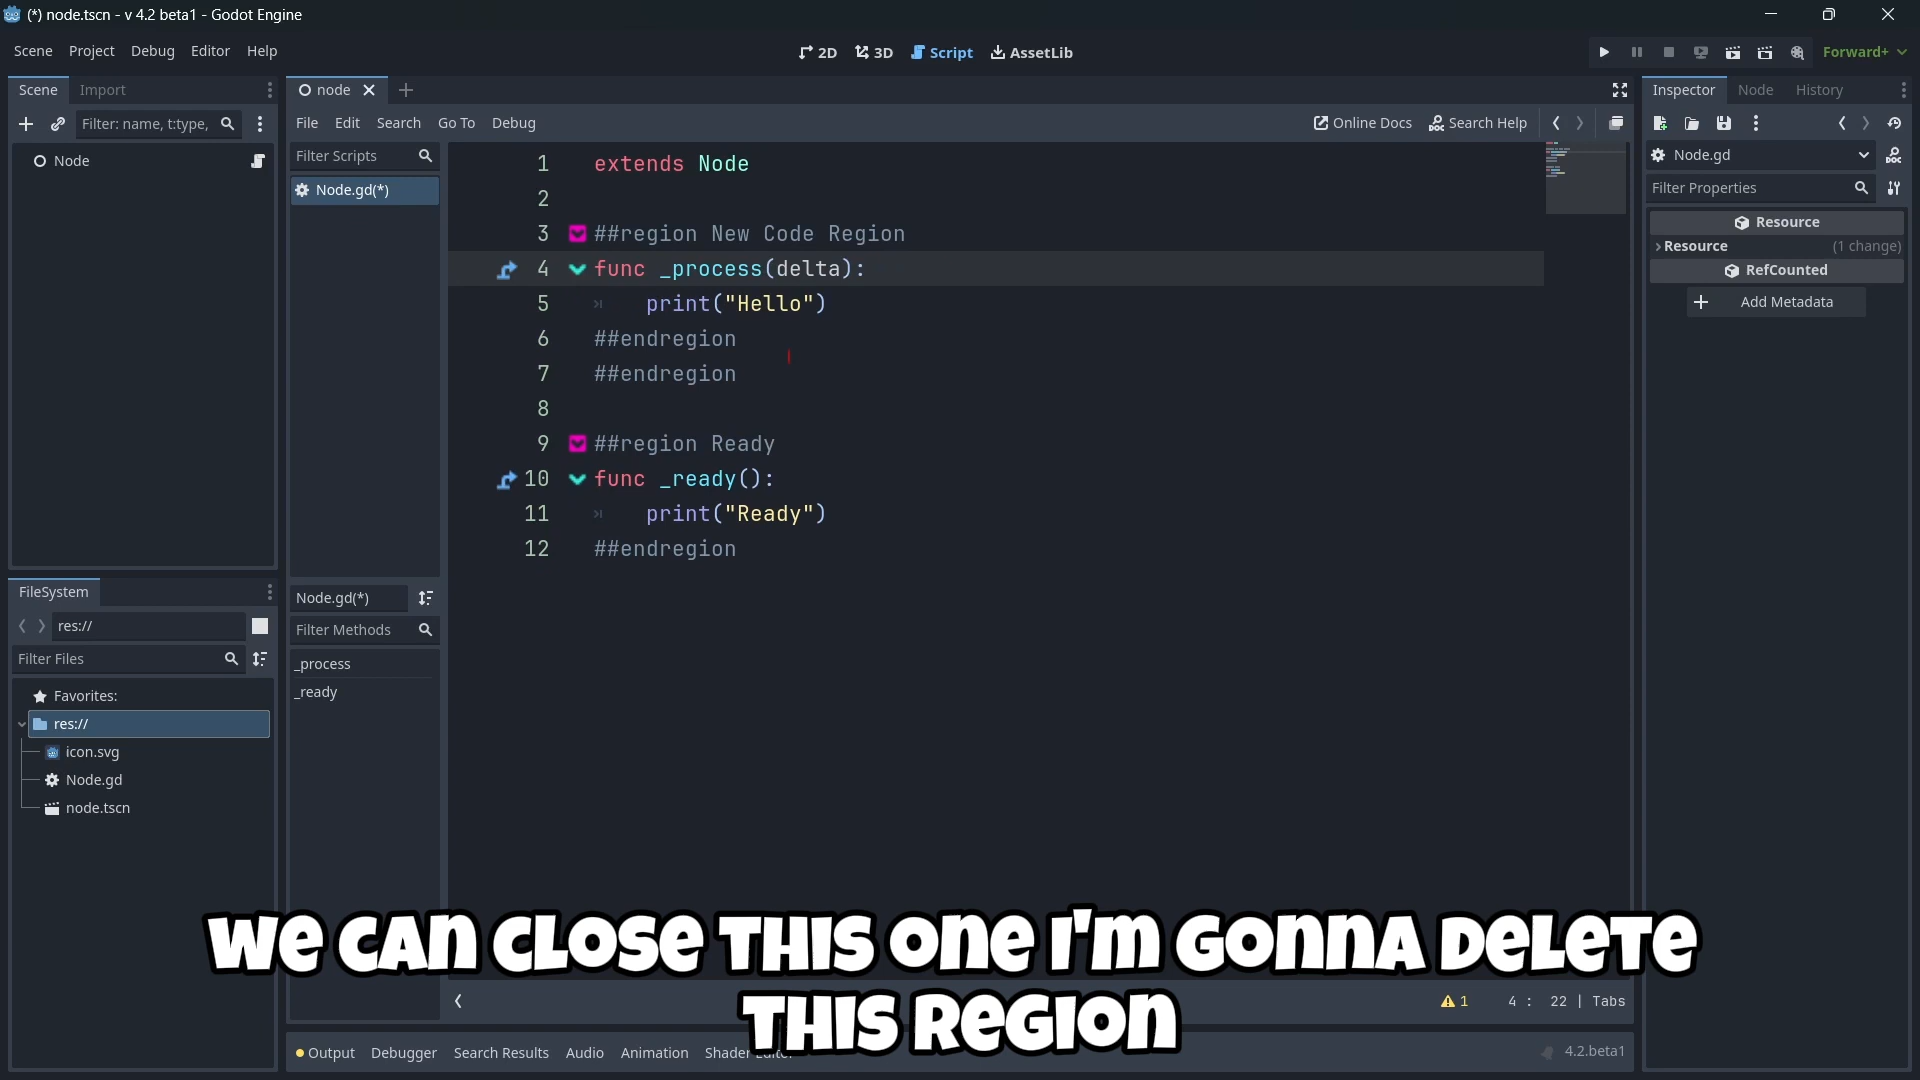 (*) node.tscn - v 4.2 beta1 - Godot Engine
Scene Project Debug Editor Help
2D 3D Script AssetLib
Forward+
Scene Import
node
Inspector Node History
Filter: name, t:type,
File Edit Search Go To Debug
Online Docs Search Help
Node
Filter Scripts
Node.gd(*)
Node.gd
Filter Properties
Resource
Resource (1 change)
RefCounted
Add Metadata
1 extends Node
2
3 ##region New Code Region
4 func _process(delta):
5 print("Hello")
6 ##endregion
7 ##endregion
8
9 ##region Ready
10 func _ready():
11 print("Ready")
12 ##endregion
FileSystem
res://
Filter Files
Favorites:
res://
icon.svg
Node.gd
node.tscn
Node.gd(*)
Filter Methods
_process
_ready
We can close this one I'm gonna delete
this region
1 4 : 22 | Tabs
Output Debugger Search Results Audio Animation Shader
4.2.beta1